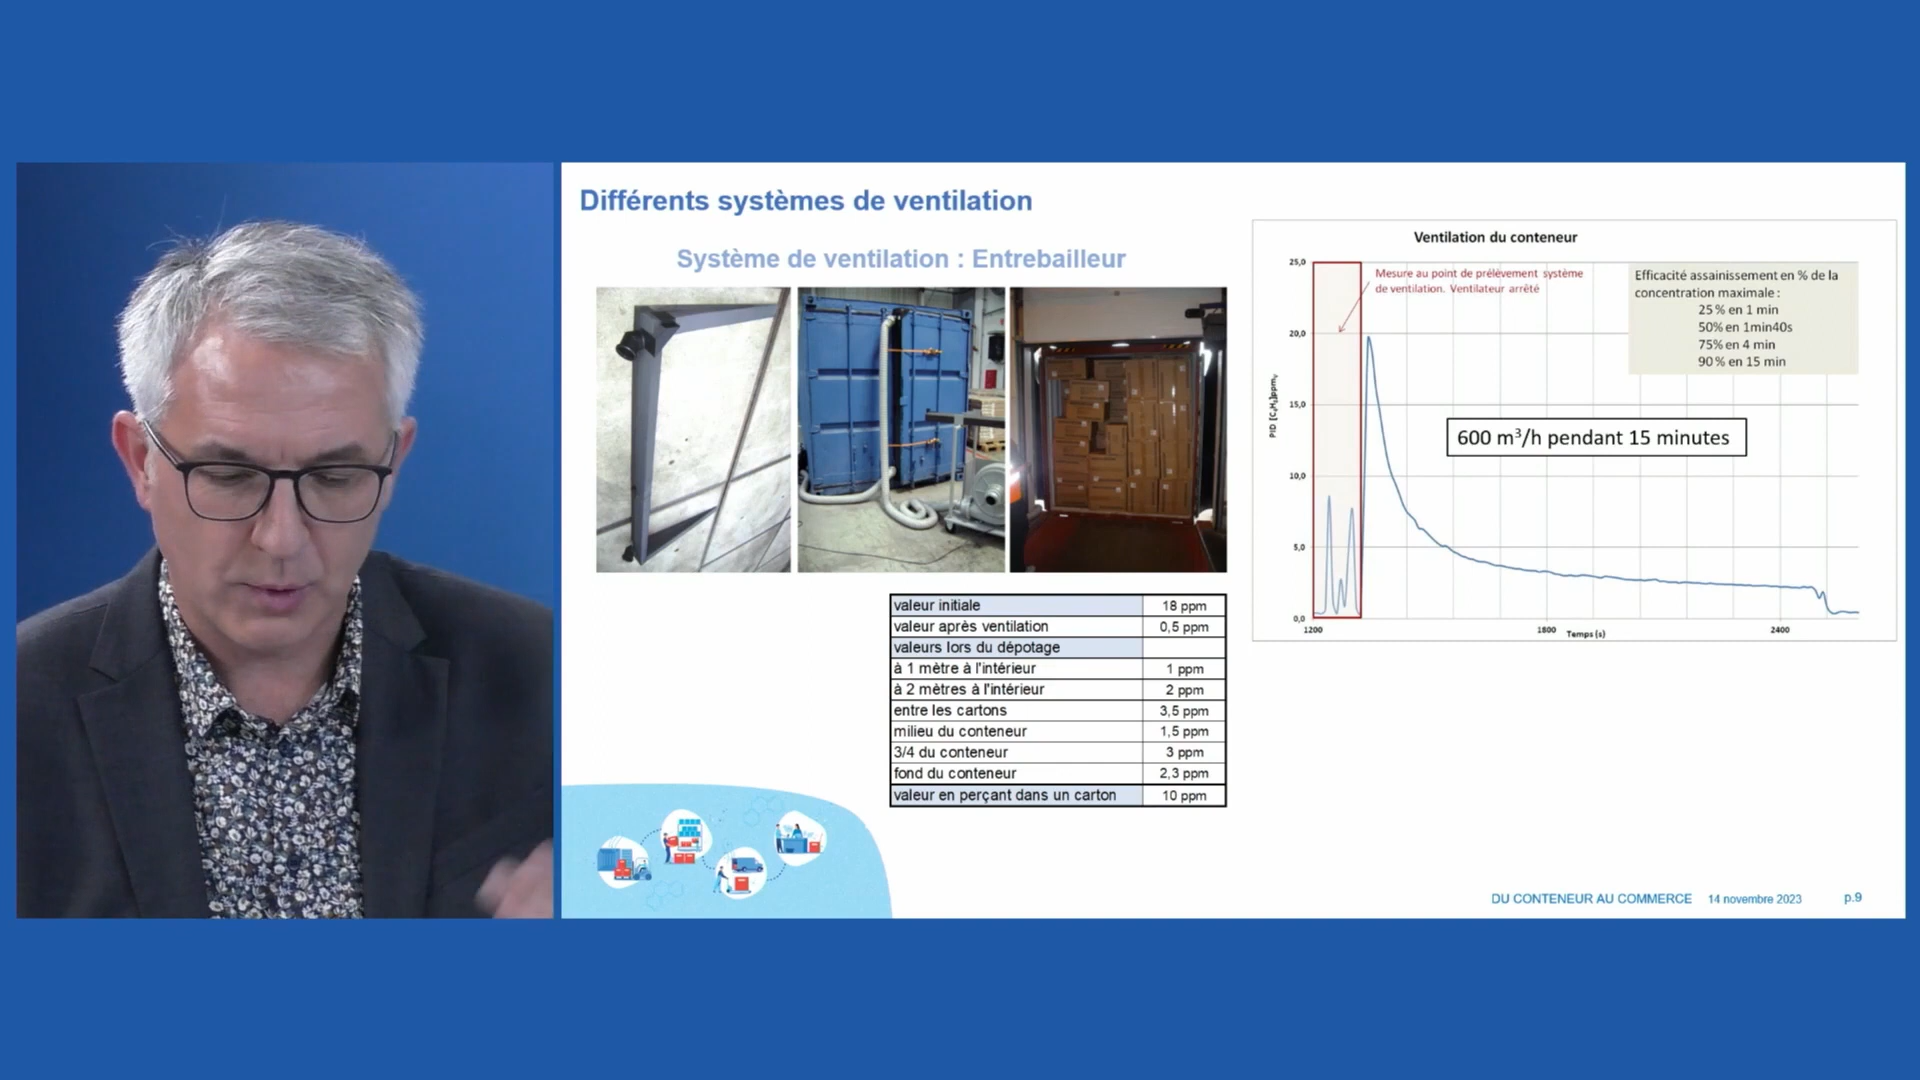 Différents systèmes de ventilation
Système de ventilation : Entrebailleur
valeur initiale 18 ppm
valeur après ventilation 0,5 ppm
valeurs lors du dépotage
à 1 mètre à l'intérieur 1 ppm
à 2 mètres à l'intérieur 2 ppm
entre les cartons 3,5 ppm
milieu du conteneur 1,5 ppm
3/4 du conteneur 3 ppm
fond du conteneur 2,3 ppm
valeur en perçant dans un carton 10 ppm
Ventilation du conteneur
Mesure au point de prélèvement système
de ventilation. Ventilateur arrêté
Efficacité assainissement en % de la
concentration maximale :
25 % en 1 min
50% en 1min40s
75% en 4 min
90 % en 15 min
600 m³/h pendant 15 minutes
25,0
20,0
15,0
10,0
5,0
0,0
1200 1800 2400
Temps (s)
DU CONTENEUR AU COMMERCE 14 novembre 2023 p.9